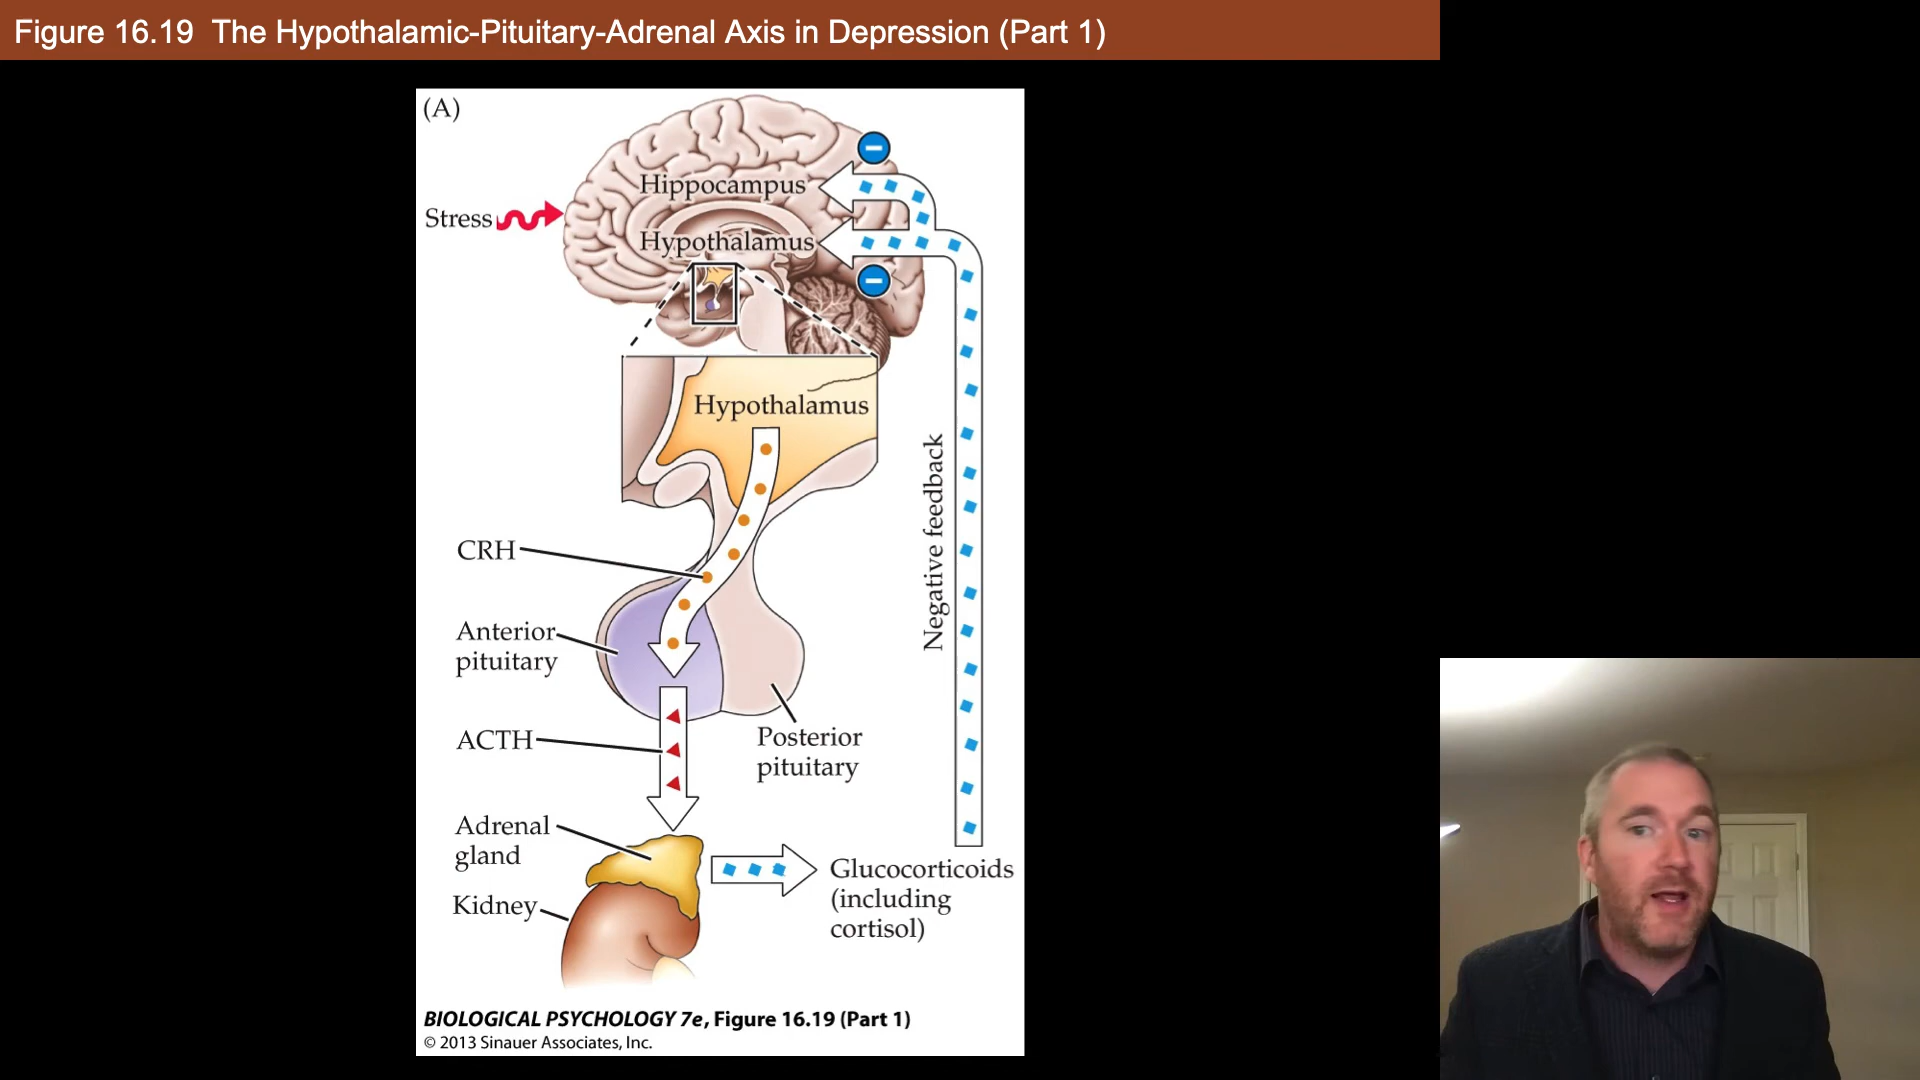 Figure 16.19  The Hypothalamic-Pituitary-Adrenal Axis in Depression (Part 1)
(A)
Hippocampus
Stress
Hypothalamus
Hypothalamus
Negative feedback
CRH
Anterior
pituitary
ACTH
Posterior
pituitary
Adrenal
gland
Glucocorticoids
(including
cortisol)
Kidney
BIOLOGICAL PSYCHOLOGY 7e, Figure 16.19 (Part 1)
© 2013 Sinauer Associates, Inc.